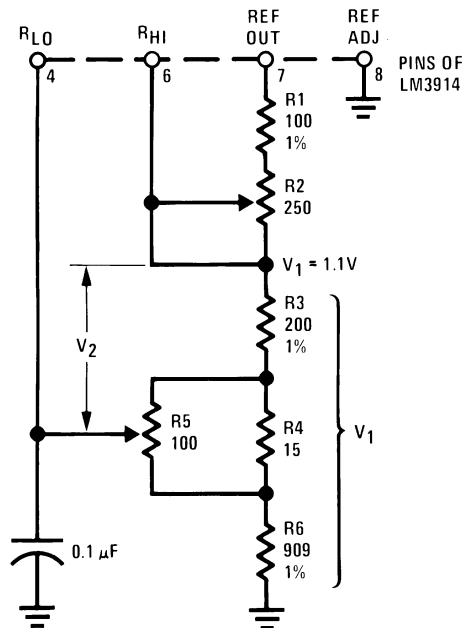 RLO
RHI
REF
OUT
REF
ADJ
4
6
7
8
PINS OF
LM3914
R1
100
1%
R2
250
V1 = 1.1V
R3
200
1%
V2
R5
100
R4
15
V1
0.1 µF
R6
909
1%